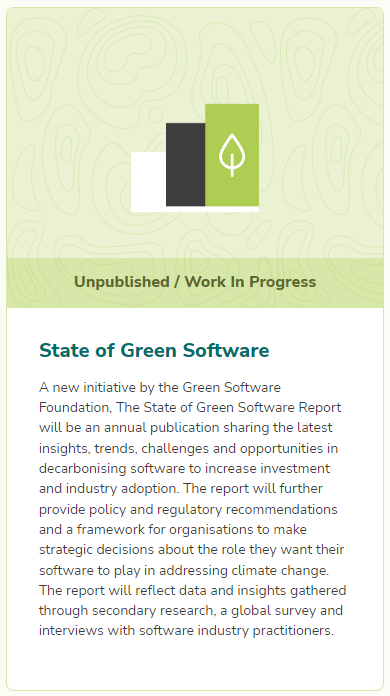 Unpublished / Work In Progress
State of Green Software
A new initiative by the Green Software
Foundation, The State of Green Software Report
will be an annual publication sharing the latest
insights, trends, challenges and opportunities in
decarbonising software to increase investment
and industry adoption. The report will further
provide policy and regulatory recommendations
and a framework for organisations to make
strategic decisions about the role they want their
software to play in addressing climate change.
The report will reflect data and insights gathered
through secondary research, a global survey and
interviews with software industry practitioners.